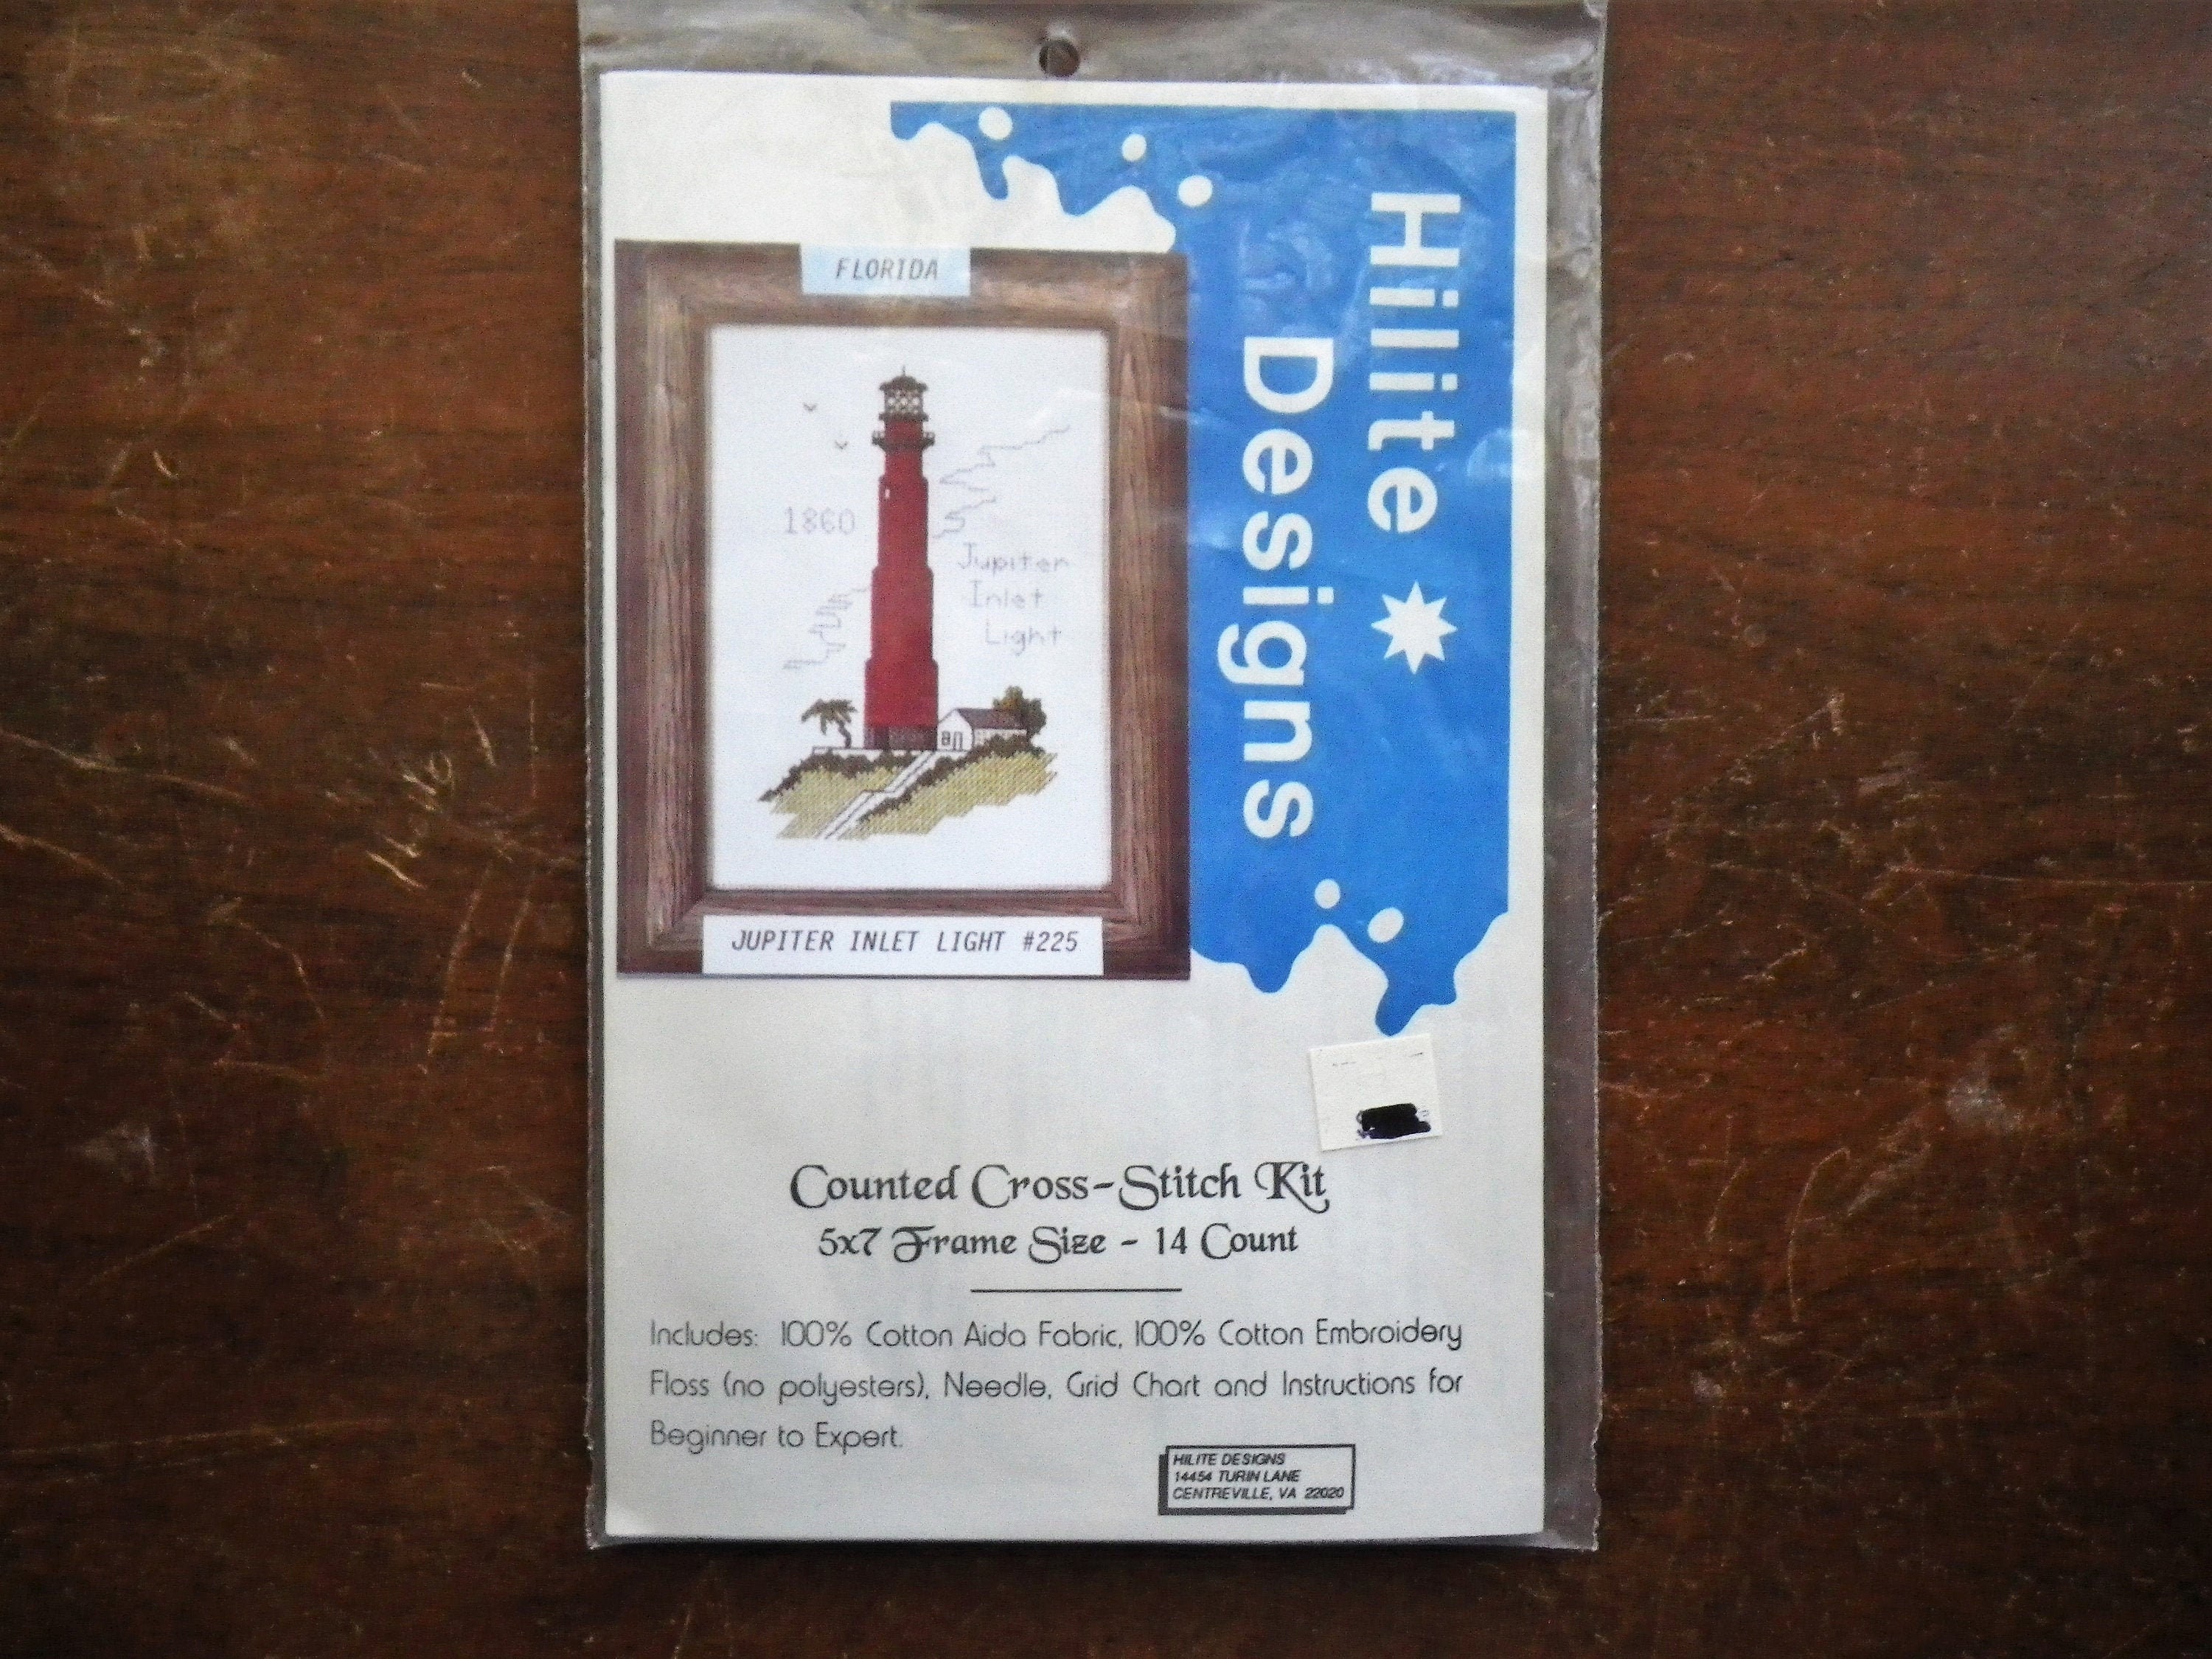 Hilite
Designs
FLORIDA
1860
Jupiter
Inlet
Light
JUPITER INLET LIGHT #225
Counted Cross-Stitch Kit
5x7 Frame Size - 14 Count
Includes: 100% Cotton Aida Fabric, 100% Cotton Embroidery
Floss (no polyesters), Needle, Grid Chart and Instructions for
Beginner to Expert.
HILITE DESIGNS
14454 TURIN LANE
CENTREVILLE, VA 22020